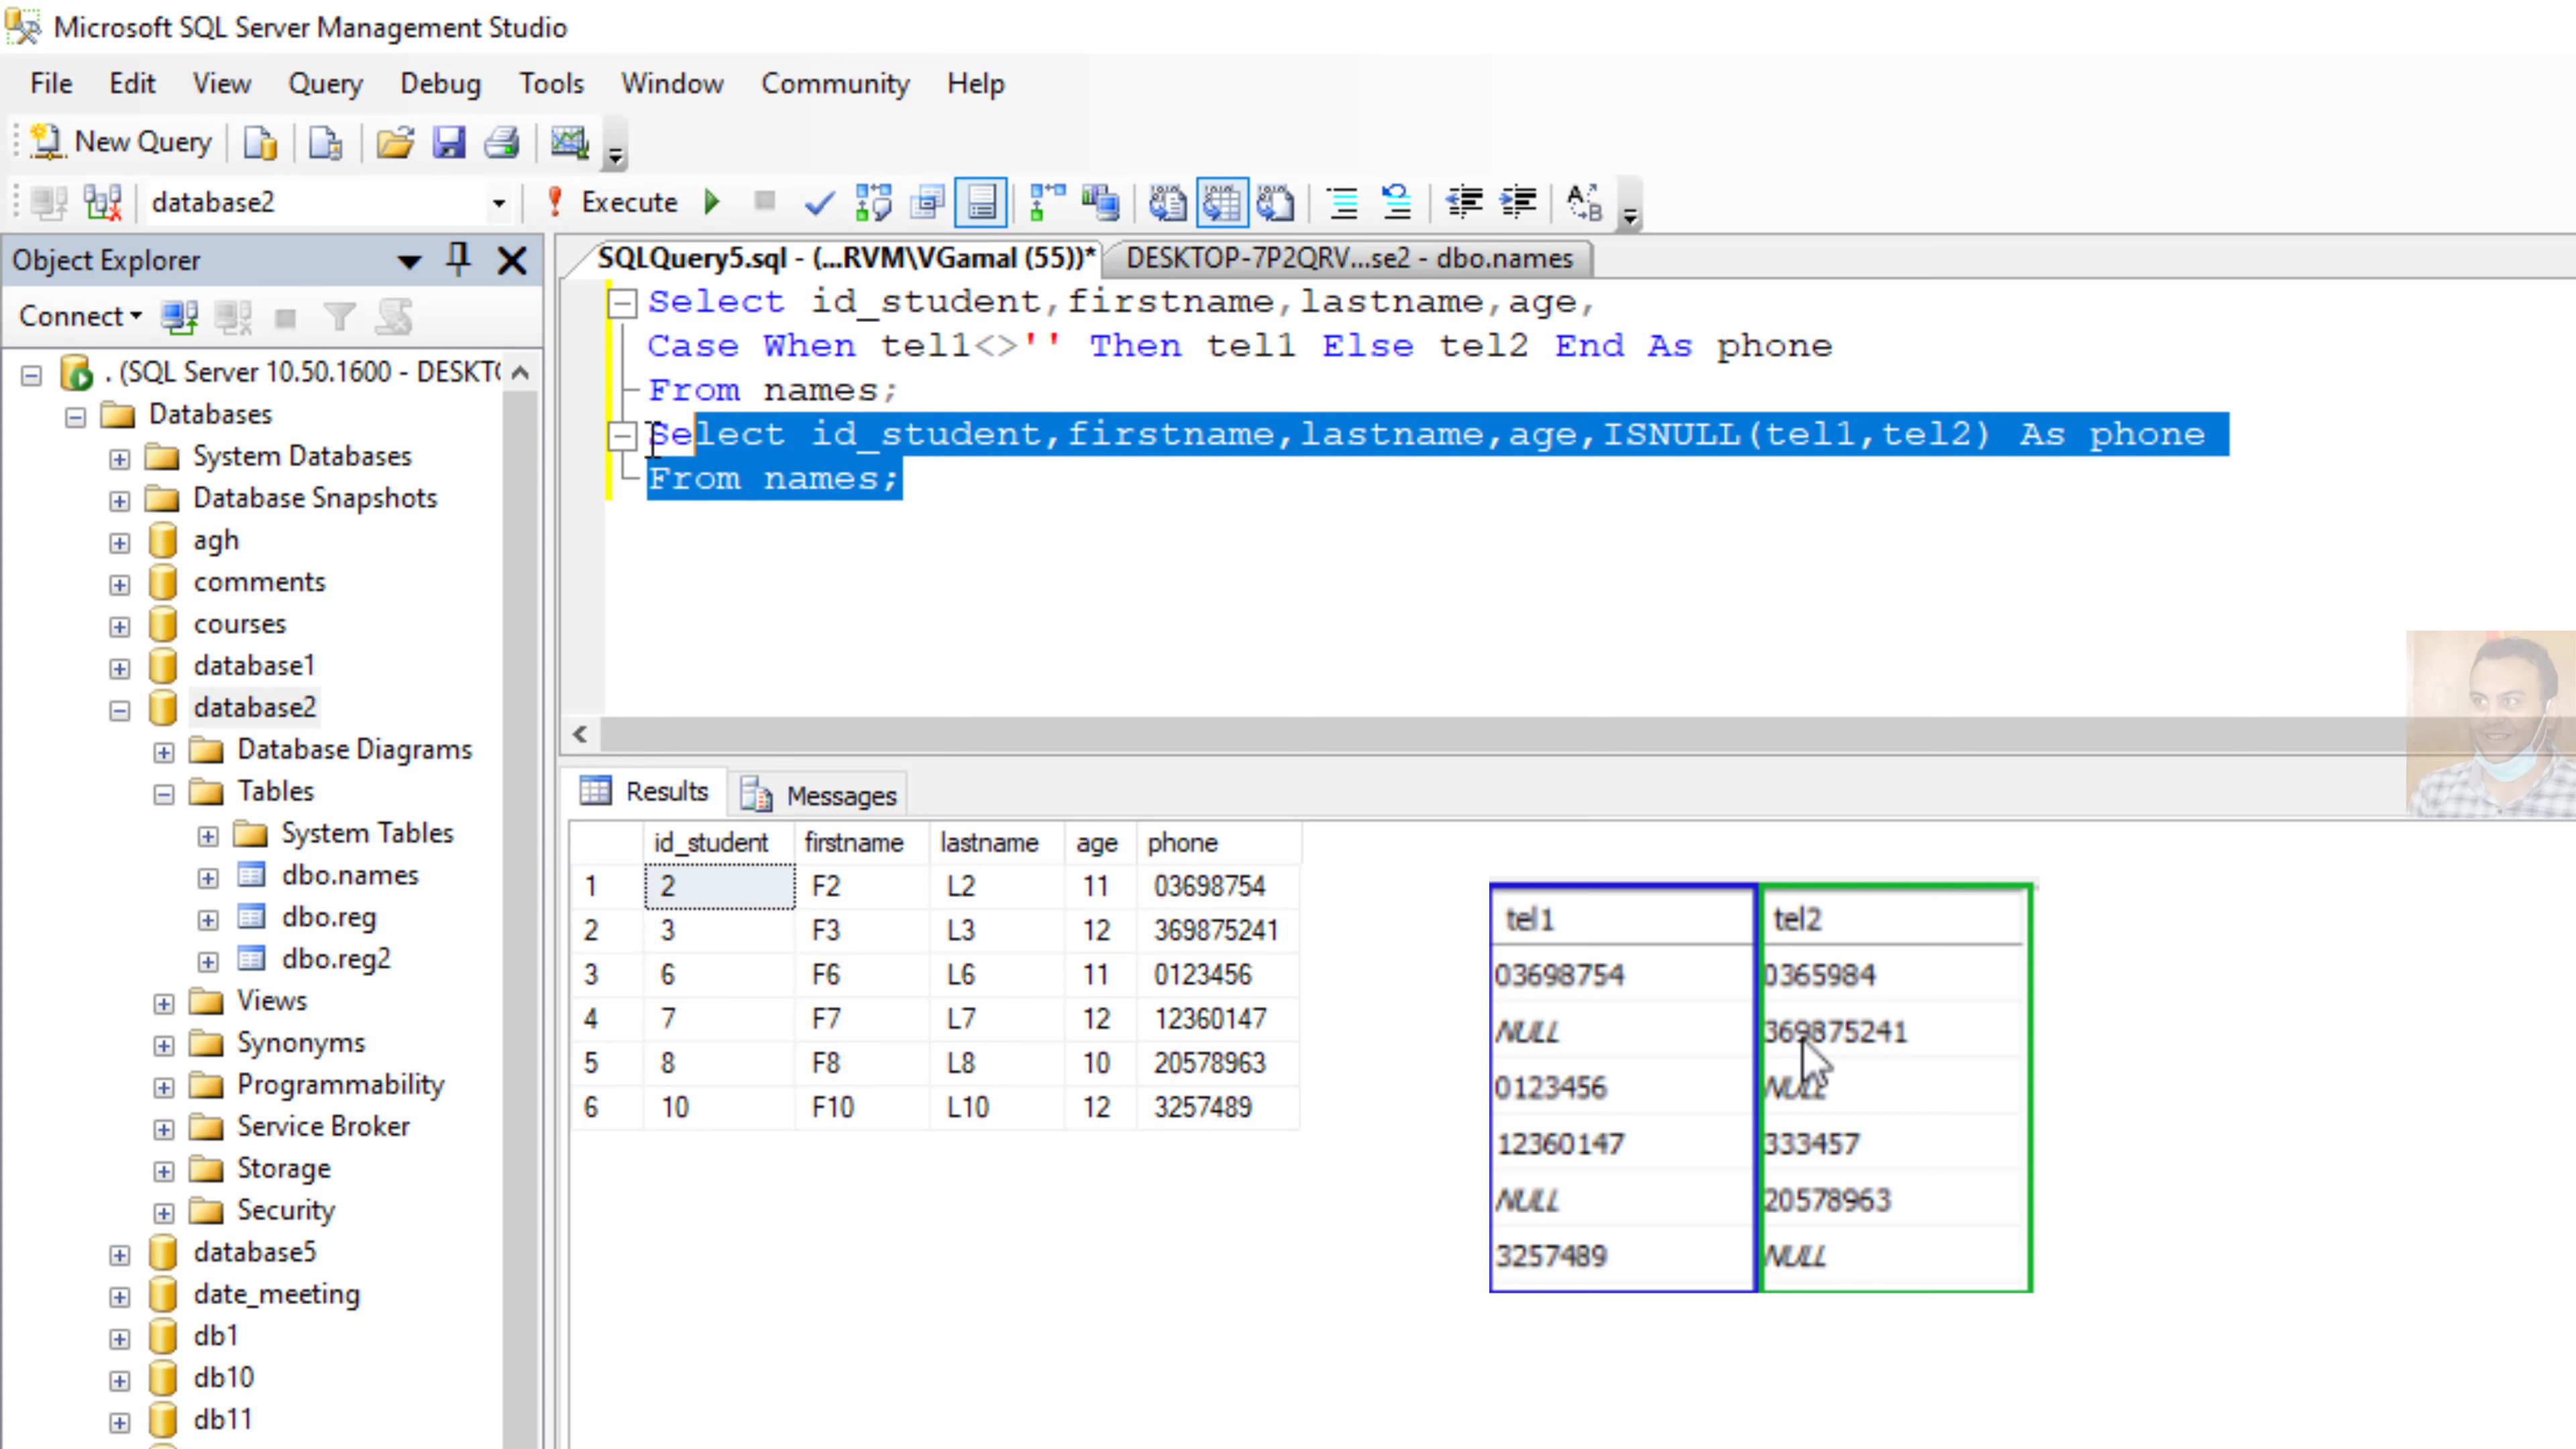 Microsoft SQL Server Management Studio
File Edit View Query Debug Tools Window Community Help
New Query
database2 Execute
Object Explorer
Connect
. (SQL Server 10.50.1600 - DESKT(
Databases
System Databases
Database Snapshots
agh
comments
courses
database1
database2
Database Diagrams
Tables
System Tables
dbo.names
dbo.reg
dbo.reg2
Views
Synonyms
Programmability
Service Broker
Storage
Security
database5
date_meeting
db1
db10
db11
SQLQuery5.sql - (...RVM\VGamal (55))* DESKTOP-7P2QRV...se2 - dbo.names
Select id_student,firstname,lastname,age,
Case When tel1<>'' Then tel1 Else tel2 End As phone
From names;
Select id_student,firstname,lastname,age,ISNULL(tel1,tel2) As phone
From names;
Results Messages
id_student firstname lastname age phone
1 2 F2 L2 11 03698754
2 3 F3 L3 12 369875241
3 6 F6 L6 11 0123456
4 7 F7 L7 12 12360147
5 8 F8 L8 10 20578963
6 10 F10 L10 12 3257489
tel1 tel2
03698754 0365984
NULL 369875241
0123456 NULL
12360147 333457
NULL 20578963
3257489 NULL